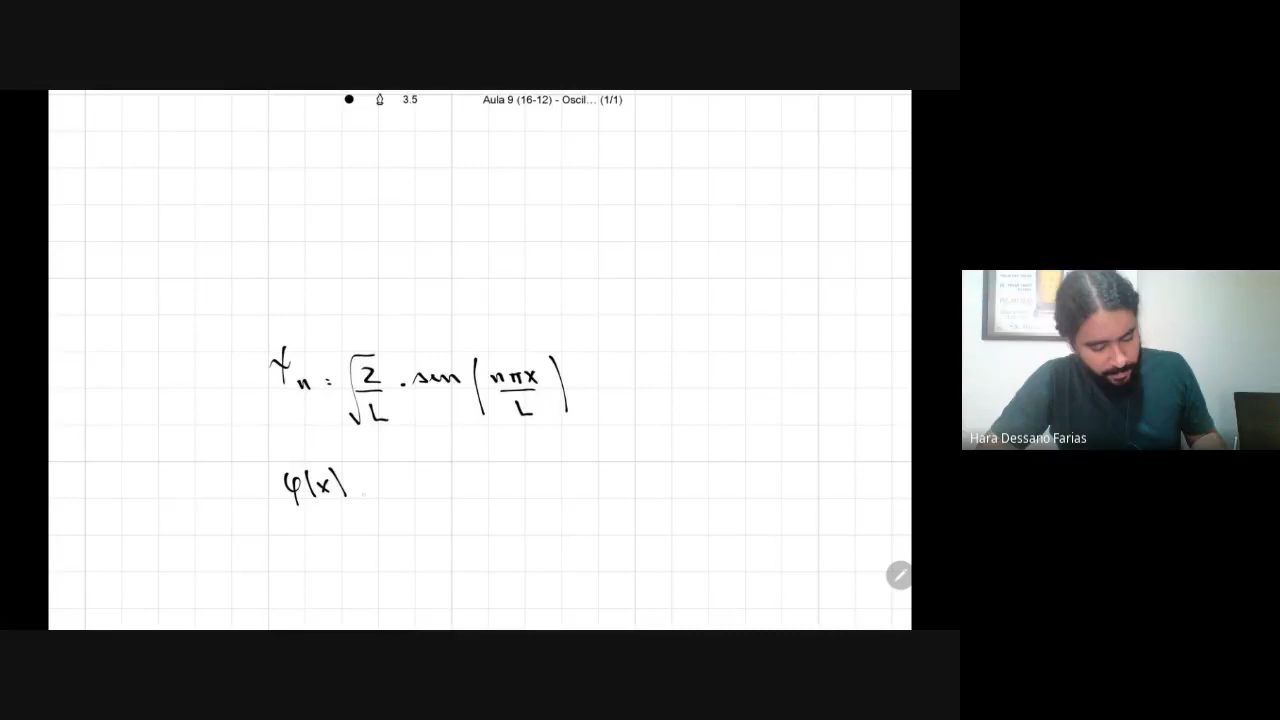 3.5 Aula 9 (16-12) - Oscil... (1/1)
Ψn = √(2/L) . sen (nπx/L)
φ(x)
Hara Dessano Farias